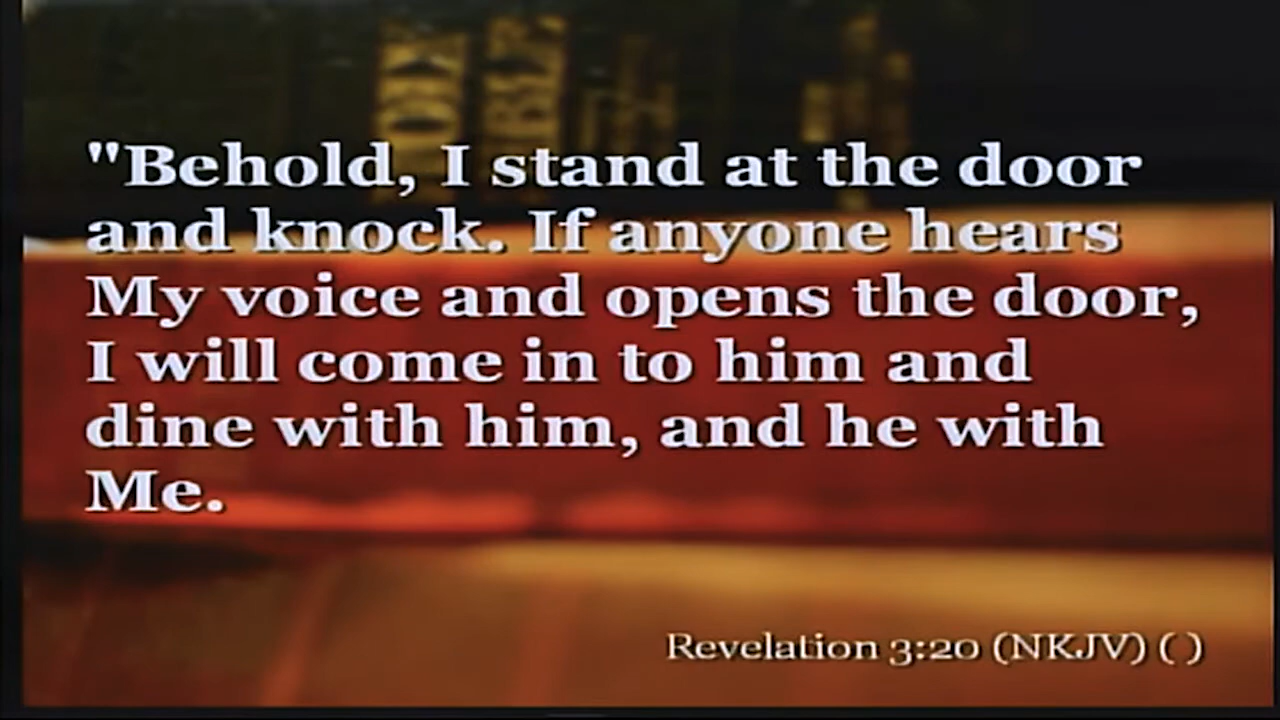 "Behold, I stand at the door
and knock. If anyone hears
My voice and opens the door,
I will come in to him and
dine with him, and he with
Me.
Revelation 3:20 (NKJV) ( )